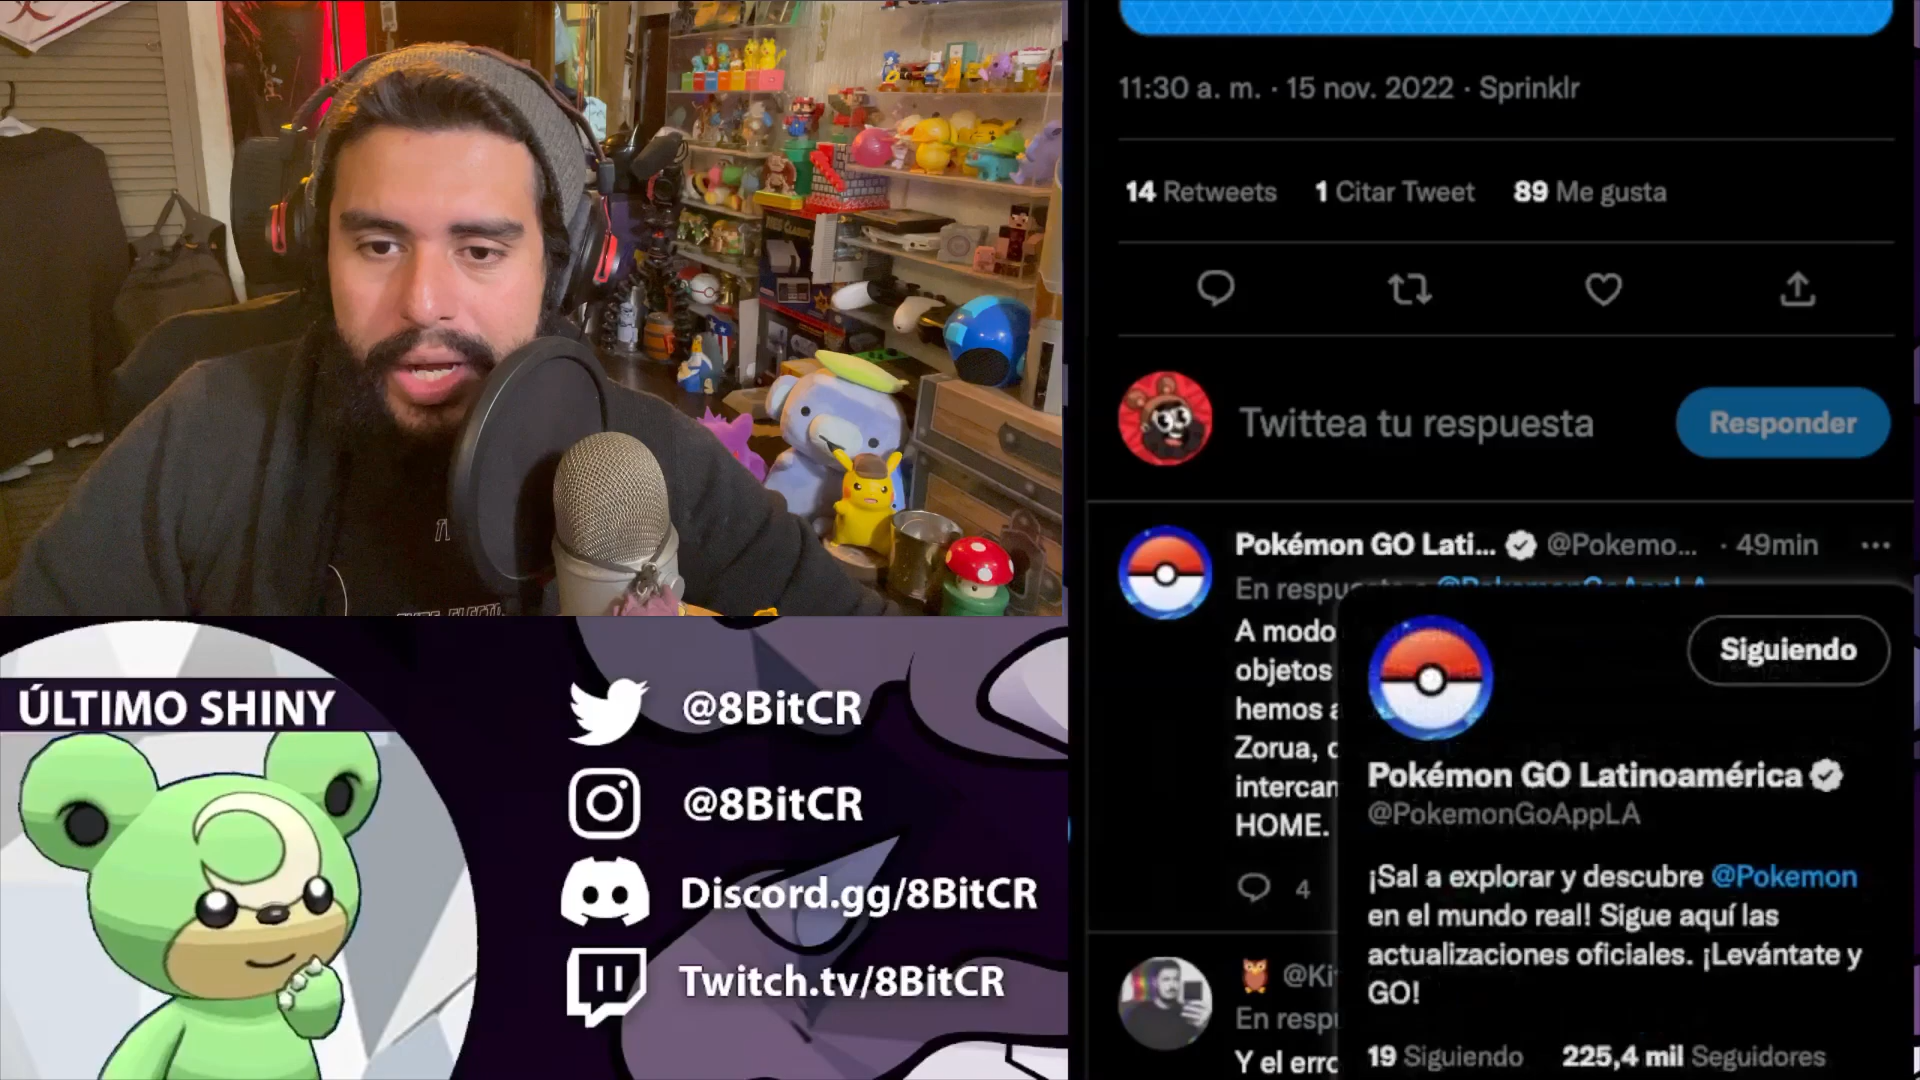 11:30 a. m. · 15 nov. 2022 · Sprinklr
14 Retweets 1 Citar Tweet 89 Me gusta
Twittea tu respuesta
Responder
Pokémon GO Lati... @Pokemo... · 49min
A modo
objetos
hemos
Zorua,
HOME.
4
@Ki
Y el
Siguiendo
Pokémon GO Latinoamérica
@PokemonGoAppLA
¡Sal a explorar y descubre @Pokemon
en el mundo real! Sigue aquí las
actualizaciones oficiales. ¡Levántate y
GO!
19 Siguiendo 225,4 mil Seguidores
ÚLTIMO SHINY
@8BitCR
@8BitCR
Discord.gg/8BitCR
Twitch.tv/8BitCR